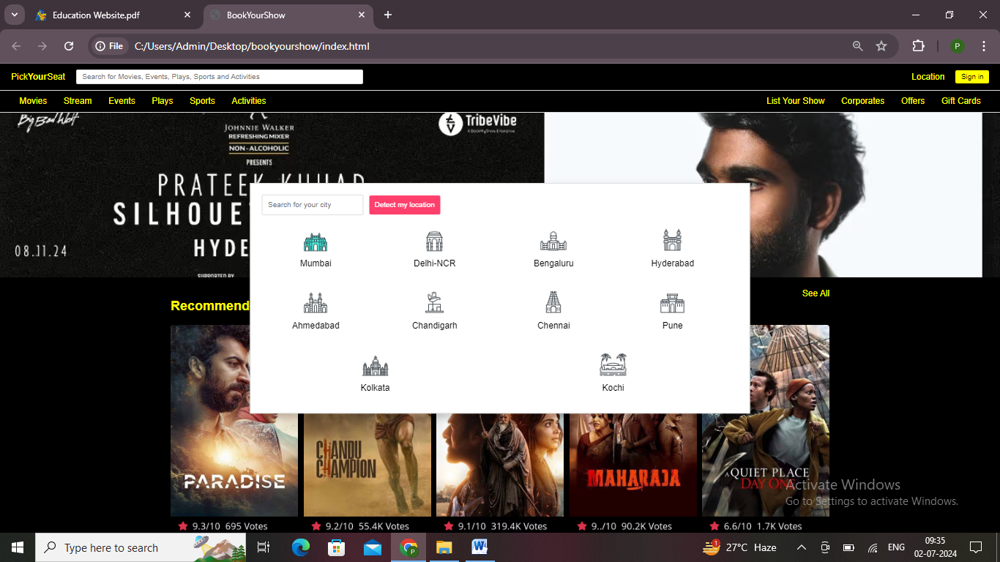 Education Website.pdf
BookYourShow
File
C:/Users/Admin/Desktop/bookyourshow/index.html
P
PickYourSeat
Search for Movies, Events, Plays, Sports and Activities
Location
Sign in
Movies Stream Events Plays Sports Activities
List Your Show Corporates Offers Gift Cards
Big Bad Wolf
JOHNNIE WALKER
REFRESHING MIXER
NON-ALCOHOLIC
PRESENTS
PRATEEK KUHAD
08.11.24
SUPPORTED BY
TribeVibe
A BookMyShow Enterprise
Search for your city
Detect my location
Mumbai Delhi-NCR Bengaluru Hyderabad
Ahmedabad Chandigarh Chennai Pune
Kolkata Kochi
Recommend
See All
PARADISE
CHANDU
CHAMPION
MAHARAJA
A QUIET PLACE
DAY ONE
9.3/10 695 Votes
9.2/10 55.4K Votes
9.1/10 319.4K Votes
9../10 90.2K Votes
6.6/10 1.7K Votes
Activate Windows
Go to Settings to activate Windows.
Type here to search
1
27°C Haze
ENG
09:35
02-07-2024